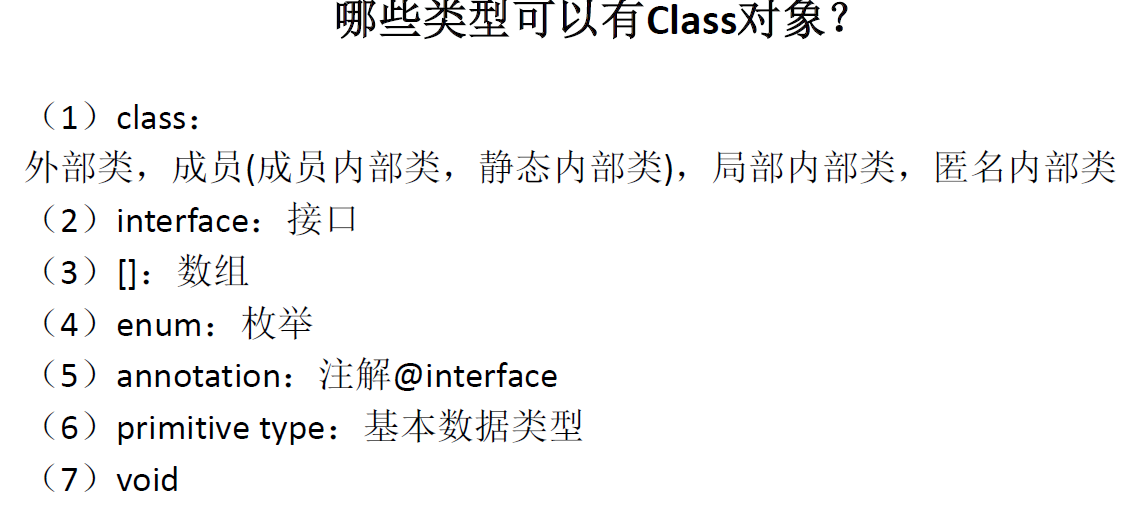 哪些类型可以有Class对象？
（1）class：
外部类，成员(成员内部类，静态内部类)，局部内部类，匿名内部类
（2）interface：接口
（3）[]：数组
（4）enum：枚举
（5）annotation：注解@interface
（6）primitive type：基本数据类型
（7）void